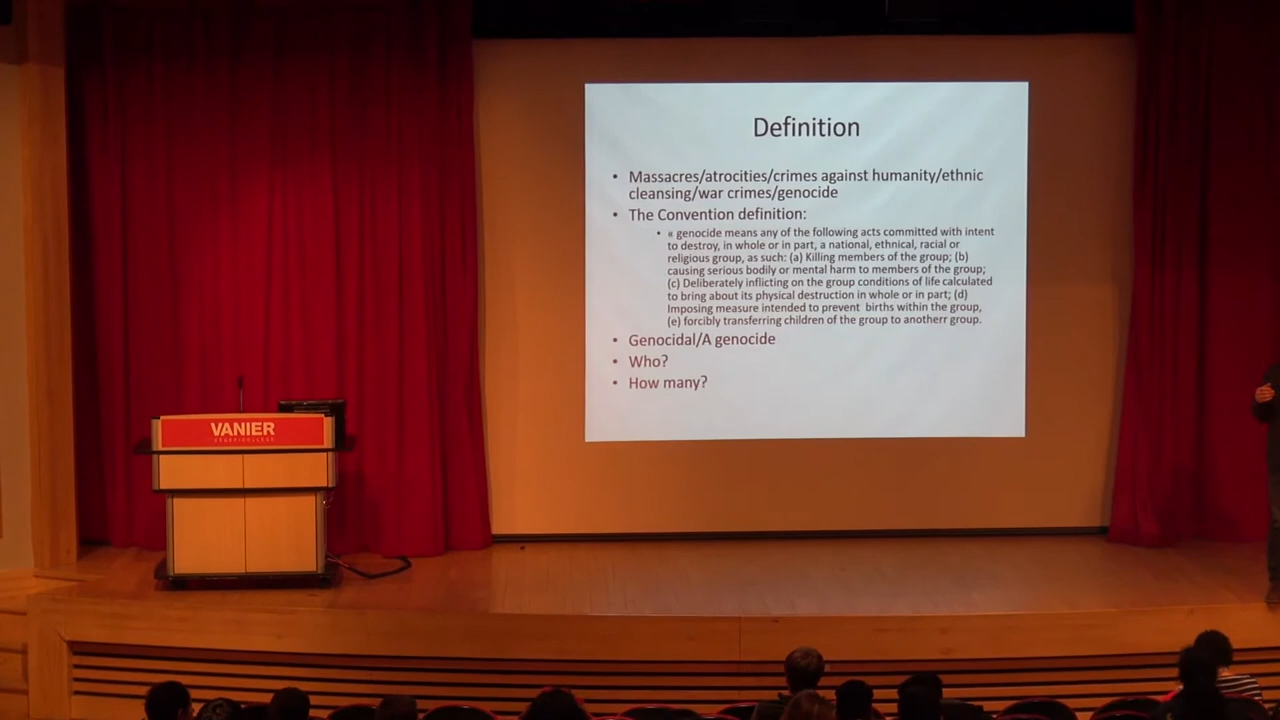 Definition
• Massacres/atrocities/crimes against humanity/ethnic
cleansing/war crimes/genocide
• The Convention definition:
• « genocide means any of the following acts committed with intent
to destroy, in whole or in part, a national, ethnical, racial or
religious group, as such: (a) Killing members of the group; (b)
causing serious bodily or mental harm to members of the group;
(c) Deliberately inflicting on the group conditions of life calculated
to bring about its physical destruction in whole or in part; (d)
Imposing measure intended to prevent births within the group,
(e) forcibly transferring children of the group to anotherr group.
• Genocidal/A genocide
• Who?
• How many?
VANIER
CÉGEP/COLLEGE